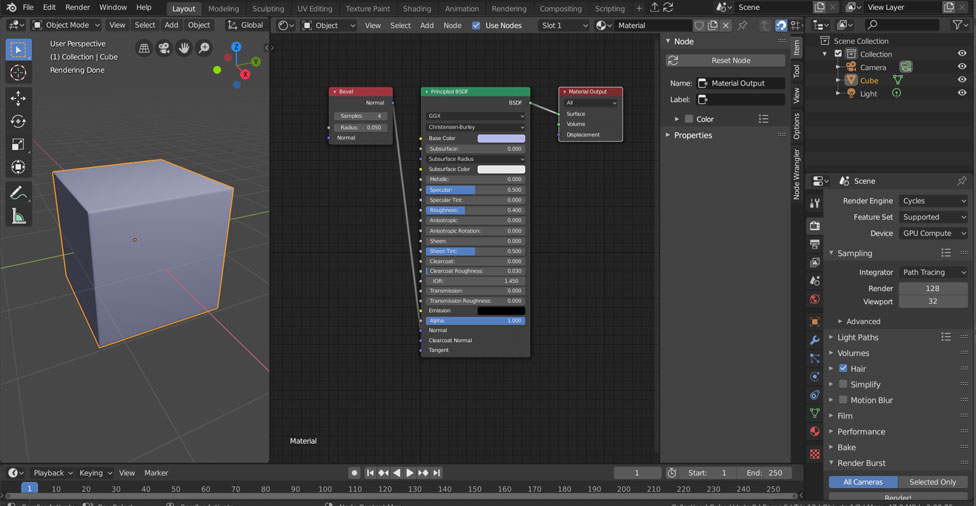 File Edit Render Window Help Layout Modeling Sculpting UV Editing Texture Paint Shading Animation Rendering Compositing Scripting Scene View Layer
Object Mode View Select Add Object Global
Object View Select Add Node Use Nodes Slot 1 Material
User Perspective
(1) Collection | Cube
Rendering Done
X
Y
Z
Bevel
Normal
Samples: 4
Radius: 0.050
Normal
Principled BSDF
BSDF
GGX
Christensen-Burley
Base Color
Subsurface: 0.000
Subsurface Radius
Subsurface Color
Metallic: 0.000
Specular: 0.500
Specular Tint: 0.000
Roughness: 0.400
Anisotropic: 0.000
Anisotropic Rotation: 0.000
Sheen: 0.000
Sheen Tint: 0.500
Clearcoat: 0.000
Clearcoat Roughness: 0.030
IOR: 1.450
Transmission: 0.000
Transmission Roughness: 0.000
Emission
Alpha: 1.000
Normal
Clearcoat Normal
Tangent
Material Output
All
Surface
Volume
Displacement
Material
Node
Reset Node
Name: Material Output
Label:
Color
Properties
Item
Tool
View
Options
Node Wrangler
Scene Collection
Collection
Camera
Cube
Light
Scene
Render Engine Cycles
Feature Set Supported
Device GPU Compute
Sampling
Integrator Path Tracing
Render 128
Viewport 32
Advanced
Light Paths
Volumes
Hair
Simplify
Motion Blur
Film
Performance
Bake
Render Burst
All Cameras Selected Only
Render!
Playback Keying View Marker 1 Start: 1 End: 250
1 10 20 30 40 50 60 70 80 90 100 110 120 130 140 150 160 170 180 190 200 210 220 230 240 250